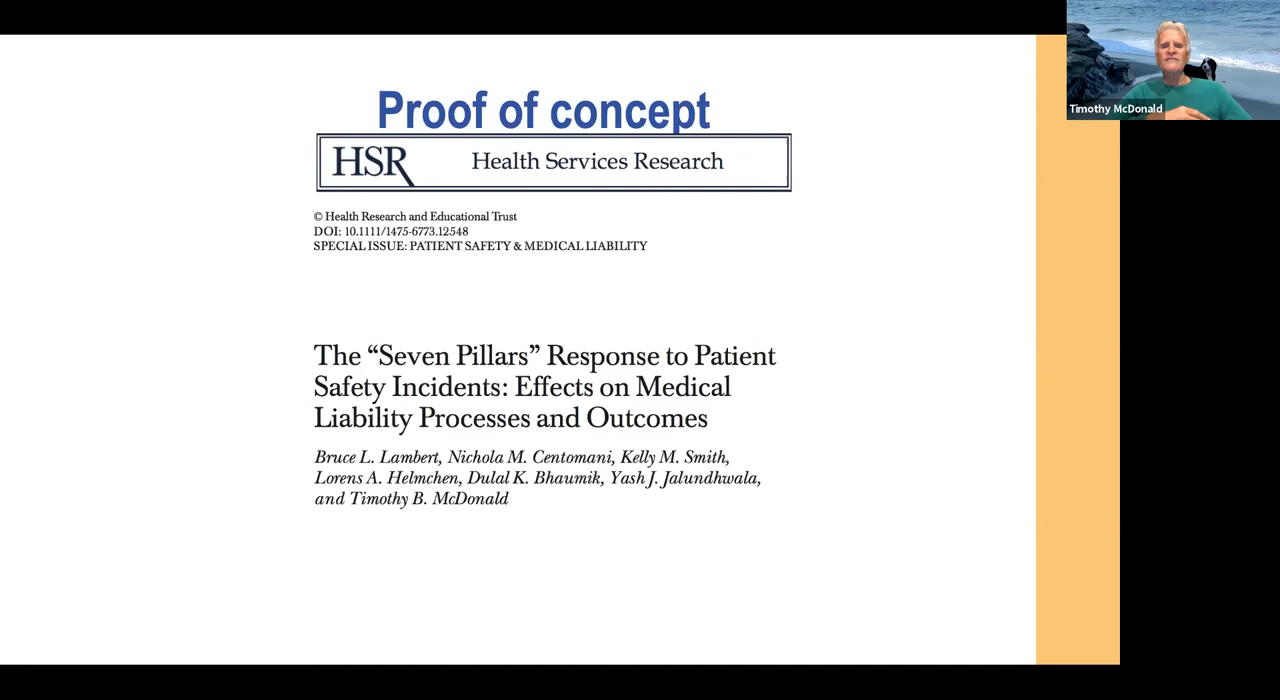 Proof of concept
HSR Health Services Research
© Health Research and Educational Trust
DOI: 10.1111/1475-6773.12548
SPECIAL ISSUE: PATIENT SAFETY & MEDICAL LIABILITY
The “Seven Pillars” Response to Patient
Safety Incidents: Effects on Medical
Liability Processes and Outcomes
Bruce L. Lambert, Nichola M. Centomani, Kelly M. Smith,
Lorens A. Helmchen, Dulal K. Bhaumik, Yash J. Jalundhwala,
and Timothy B. McDonald
Timothy McDonald